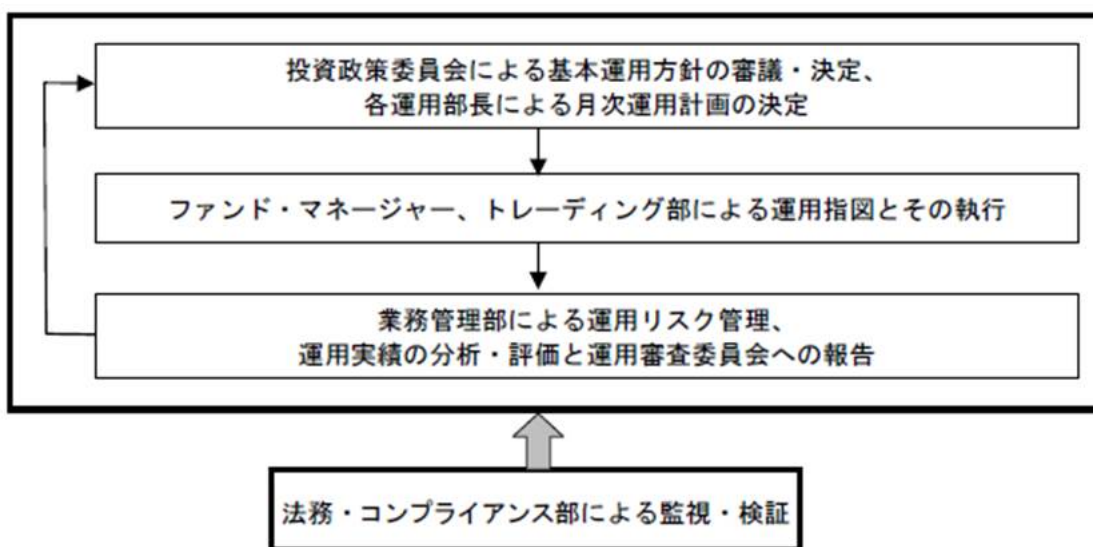 投資政策委員会による基本運用方針の審議・決定、
各運用部長による月次運用計画の決定
ファンド・マネージャー、トレーディング部による運用指図とその執行
業務管理部による運用リスク管理、
運用実績の分析・評価と運用審査委員会への報告
法務・コンプライアンス部による監視・検証